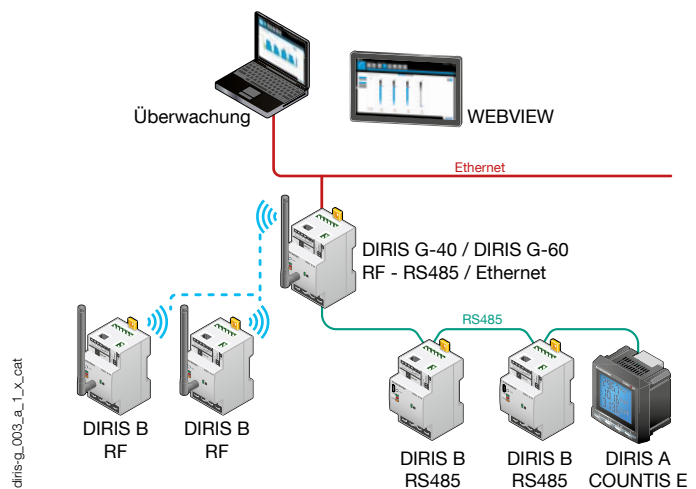 Überwachung
WEBVIEW
Ethernet
DIRIS G-40 / DIRIS G-60
RF - RS485 / Ethernet
RS485
DIRIS B
RF
DIRIS B
RF
DIRIS B
RS485
DIRIS B
RS485
DIRIS A
COUNTIS E
diris-g_003_a_1_x_cat